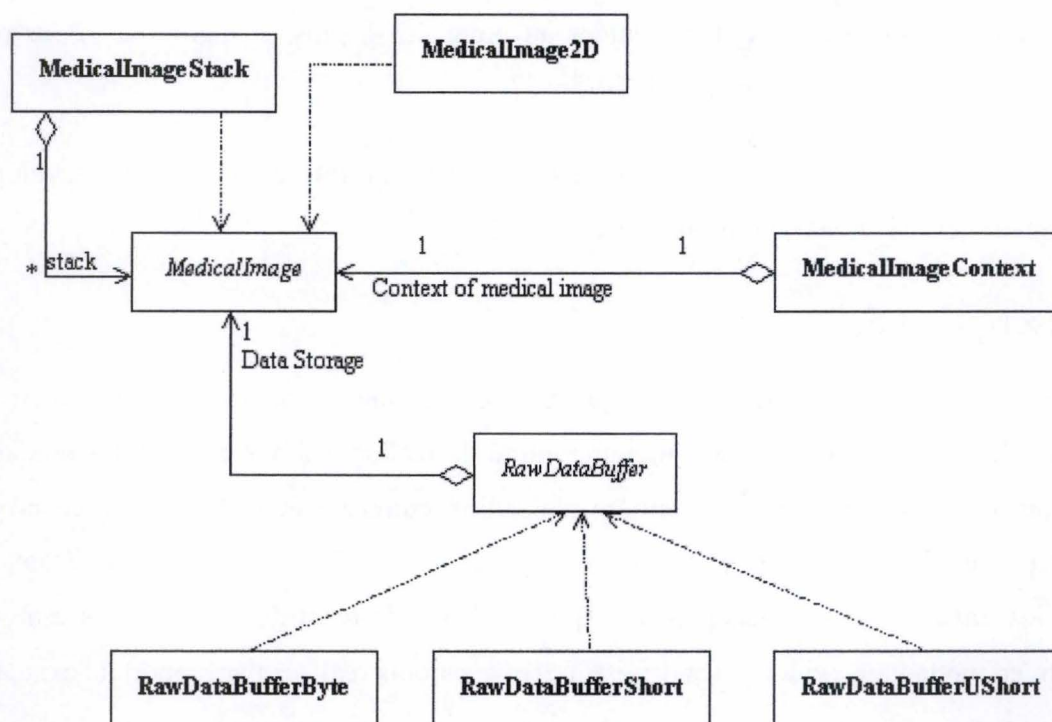 MedicalImage2D
MedicalImageStack
1
* stack
MedicalImage
1
1
Context of medical image
MedicalImageContext
1
Data Storage
1
RawDataBuffer
RawDataBufferByte
RawDataBufferShort
RawDataBufferUShort